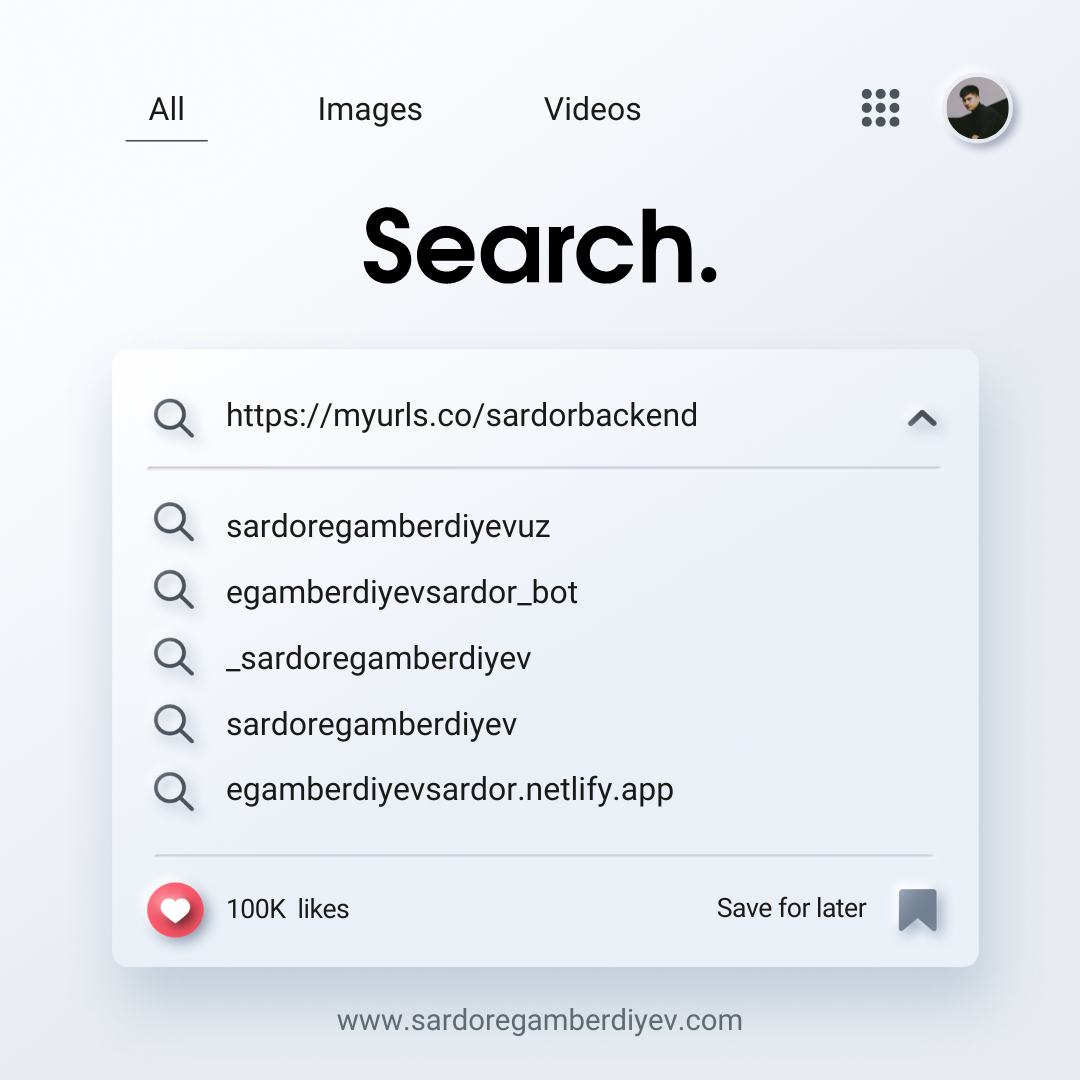 All Images Videos
Search.
https://myurls.co/sardorbackend
sardoregamberdiyevuz
egamberdiyevsardor_bot
_sardoregamberdiyev
sardoregamberdiyev
egamberdiyevsardor.netlify.app
100K likes Save for later
www.sardoregamberdiyev.com